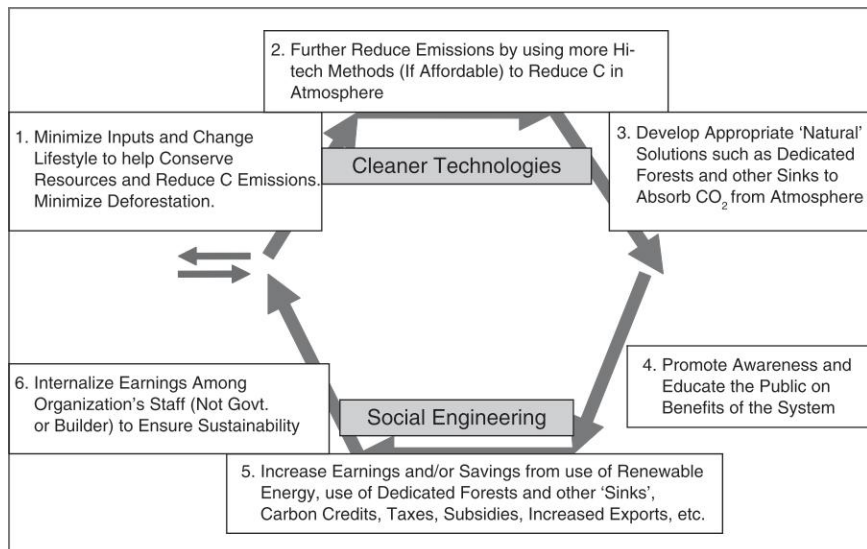 2. Further Reduce Emissions by using more Hi-
tech Methods (If Affordable) to Reduce C in
Atmosphere
1. Minimize Inputs and Change
Lifestyle to help Conserve
Resources and Reduce C Emissions.
Minimize Deforestation.
Cleaner Technologies
3. Develop Appropriate ‘Natural’
Solutions such as Dedicated
Forests and other Sinks to
Absorb CO₂ from Atmosphere
4. Promote Awareness and
Educate the Public on
Benefits of the System
6. Internalize Earnings Among
Organization’s Staff (Not Govt.
or Builder) to Ensure Sustainability
Social Engineering
5. Increase Earnings and/or Savings from use of Renewable
Energy, use of Dedicated Forests and other ‘Sinks’,
Carbon Credits, Taxes, Subsidies, Increased Exports, etc.